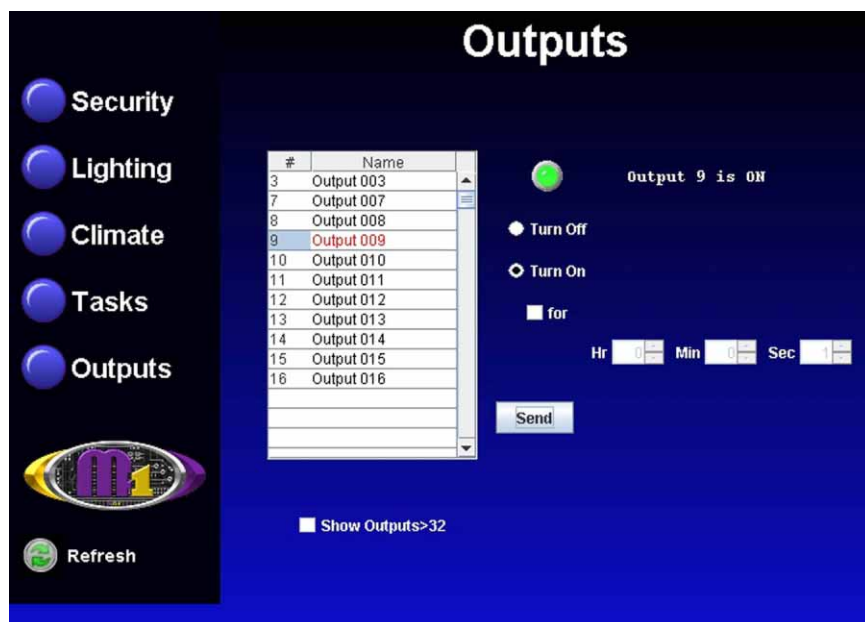 Outputs
Security
Lighting
Climate
Tasks
Outputs
M1
Refresh
# Name
3 Output 003
7 Output 007
8 Output 008
9 Output 009
10 Output 010
11 Output 011
12 Output 012
13 Output 013
14 Output 014
15 Output 015
16 Output 016
Show Outputs>32
Output 9 is ON
Turn Off
Turn On
for
Hr 0 Min 0 Sec 1
Send